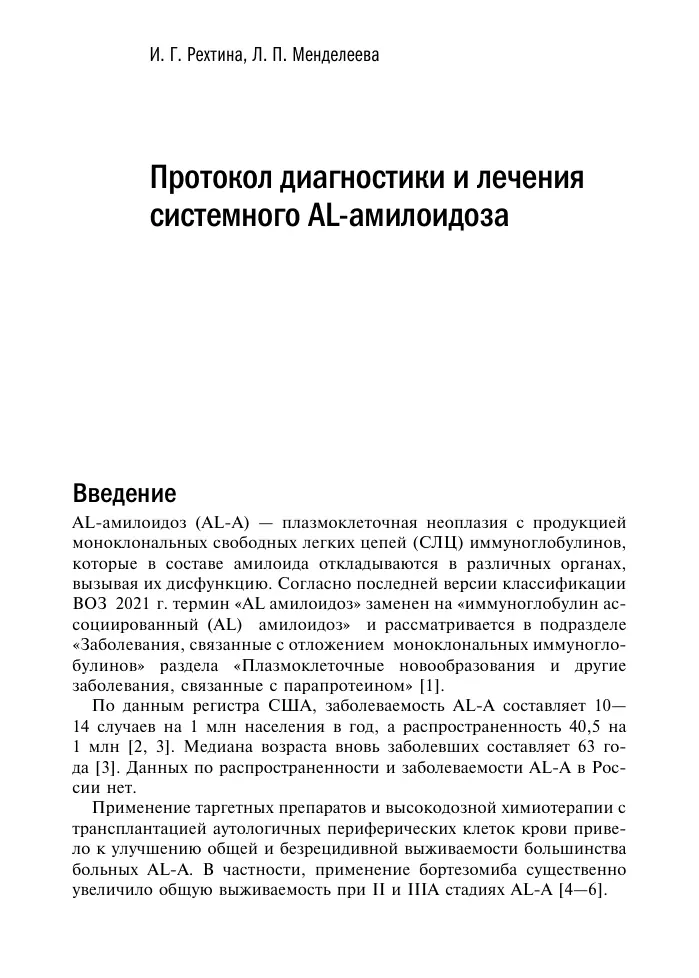 И. Г. Рехтина, Л. П. Менделеева
Протокол диагностики и лечения
системного AL-амилоидоза
Введение
AL-амилоидоз (AL-A) — плазмоклеточная неоплазия с продукцией
моноклональных свободных легких цепей (СЛЦ) иммуноглобулинов,
которые в составе амилоида откладываются в различных органах,
вызывая их дисфункцию. Согласно последней версии классификации
ВОЗ 2021 г. термин «AL амилоидоз» заменен на «иммуноглобулин ас-
социированный (AL) амилоидоз» и рассматривается в подразделе
«Заболевания, связанные с отложением моноклональных иммуногло-
булинов» раздела «Плазмоклеточные новообразования и другие
заболевания, связанные с парапротеином» [1].
По данным регистра США, заболеваемость AL-A составляет 10—
14 случаев на 1 млн населения в год, а распространенность 40,5 на
1 млн [2, 3]. Медиана возраста вновь заболевших составляет 63 го-
да [3]. Данных по распространенности и заболеваемости AL-A в Рос-
сии нет.
Применение таргетных препаратов и высокодозной химиотерапии с
трансплантацией аутологичных периферических клеток крови приве-
ло к улучшению общей и безрецидивной выживаемости большинства
больных AL-A. В частности, применение бортезомиба существенно
увеличило общую выживаемость при II и IIIA стадиях AL-A [4—6].